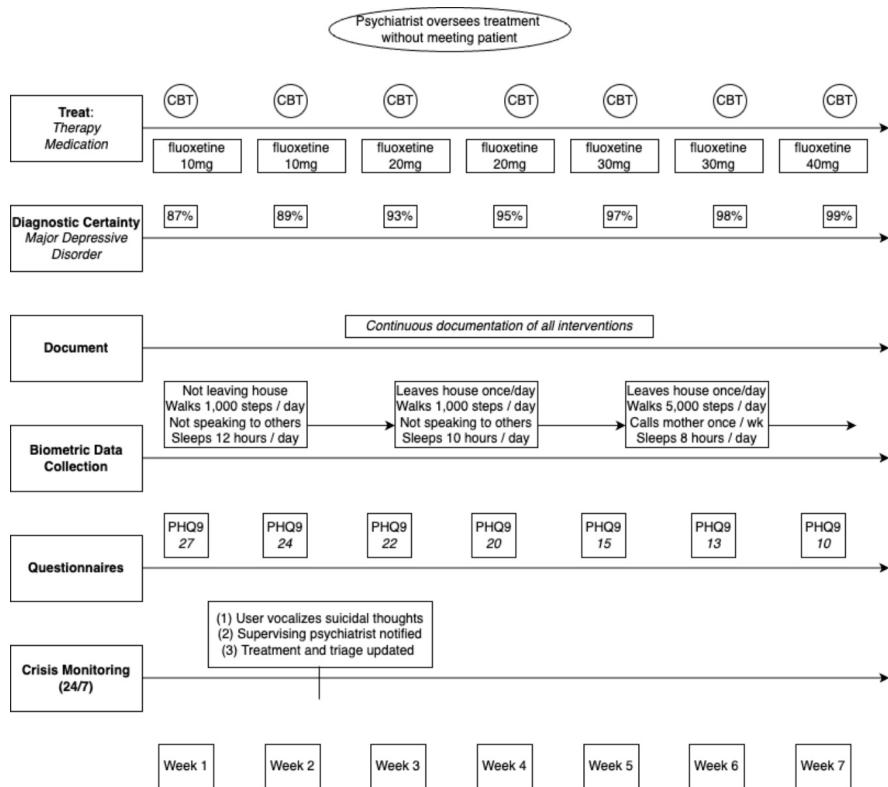 Psychiatrist oversees treatment
without meeting patient
CBT
CBT
CBT
CBT
CBT
CBT
CBT
Treat:
Therapy
Medication
fluoxetine
10mg
fluoxetine
10mg
fluoxetine
20mg
fluoxetine
20mg
fluoxetine
30mg
fluoxetine
30mg
fluoxetine
40mg
Diagnostic Certainty
Major Depressive
Disorder
87%
89%
93%
95%
97%
98%
99%
Document
Continuous documentation of all interventions
Biometric Data
Collection
Not leaving house
Walks 1,000 steps / day
Not speaking to others
Sleeps 12 hours / day
Leaves house once/day
Walks 1,000 steps / day
Not speaking to others
Sleeps 10 hours / day
Leaves house once/day
Walks 5,000 steps / day
Calls mother once / wk
Sleeps 8 hours / day
Questionnaires
PHQ9
27
PHQ9
24
PHQ9
22
PHQ9
20
PHQ9
15
PHQ9
13
PHQ9
10
Crisis Monitoring
(24/7)
(1) User vocalizes suicidal thoughts
(2) Supervising psychiatrist notified
(3) Treatment and triage updated
Week 1
Week 2
Week 3
Week 4
Week 5
Week 6
Week 7